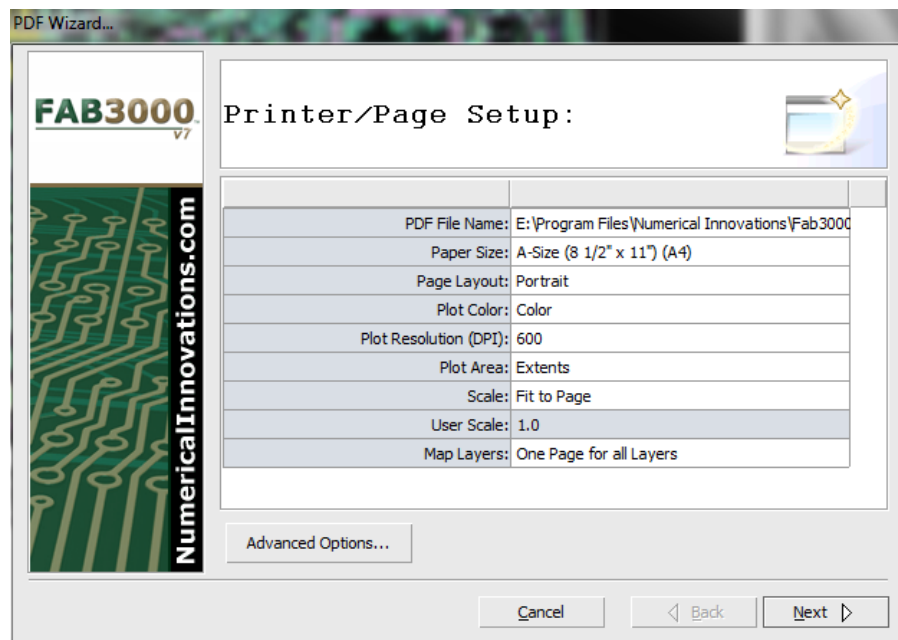 PDF Wizard...
FAB3000
v7
NumericalInnovations.com
Printer/Page Setup:
PDF File Name: E:\Program Files\Numerical Innovations\Fab3000
Paper Size: A-Size (8 1/2" x 11") (A4)
Page Layout: Portrait
Plot Color: Color
Plot Resolution (DPI): 600
Plot Area: Extents
Scale: Fit to Page
User Scale: 1.0
Map Layers: One Page for all Layers
Advanced Options...
Cancel Back Next